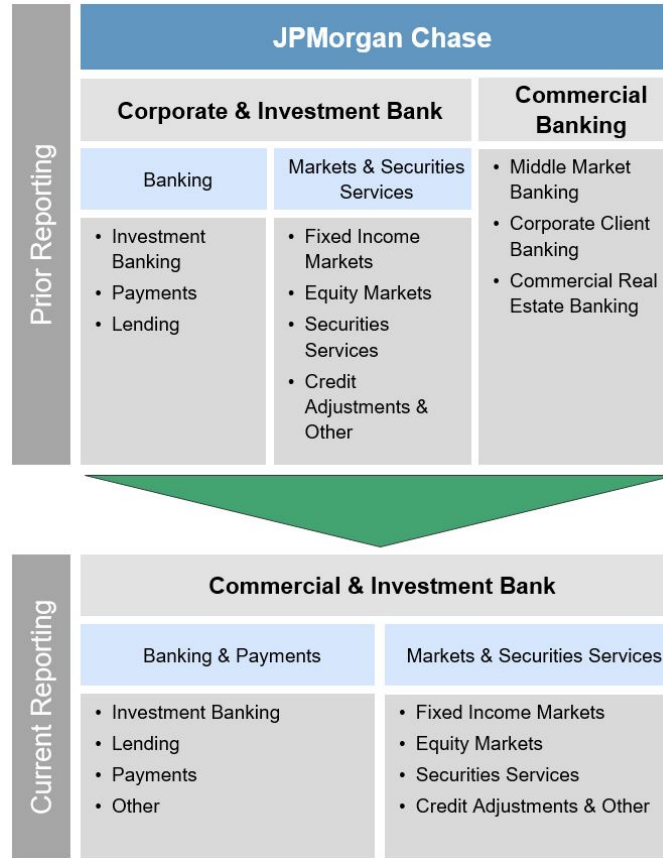 JPMorgan Chase
Prior Reporting
Corporate & Investment Bank
Commercial
Banking
Banking
Markets & Securities
Services
• Investment
Banking
• Payments
• Lending
• Fixed Income
Markets
• Equity Markets
• Securities
Services
• Credit
Adjustments &
Other
• Middle Market
Banking
• Corporate Client
Banking
• Commercial Real
Estate Banking
Current Reporting
Commercial & Investment Bank
Banking & Payments
Markets & Securities Services
• Investment Banking
• Lending
• Payments
• Other
• Fixed Income Markets
• Equity Markets
• Securities Services
• Credit Adjustments & Other